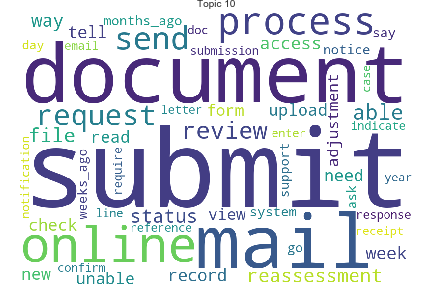 Topic 10
way months_ago doc process
day email tell send submission access notice say
document
request letter form upload able case
file read review adjustment indicate
submit
notification weeks_ago require support need ask year
check line status view system response
reference enter receipt
online mail go week
new confirm unable record reassessment